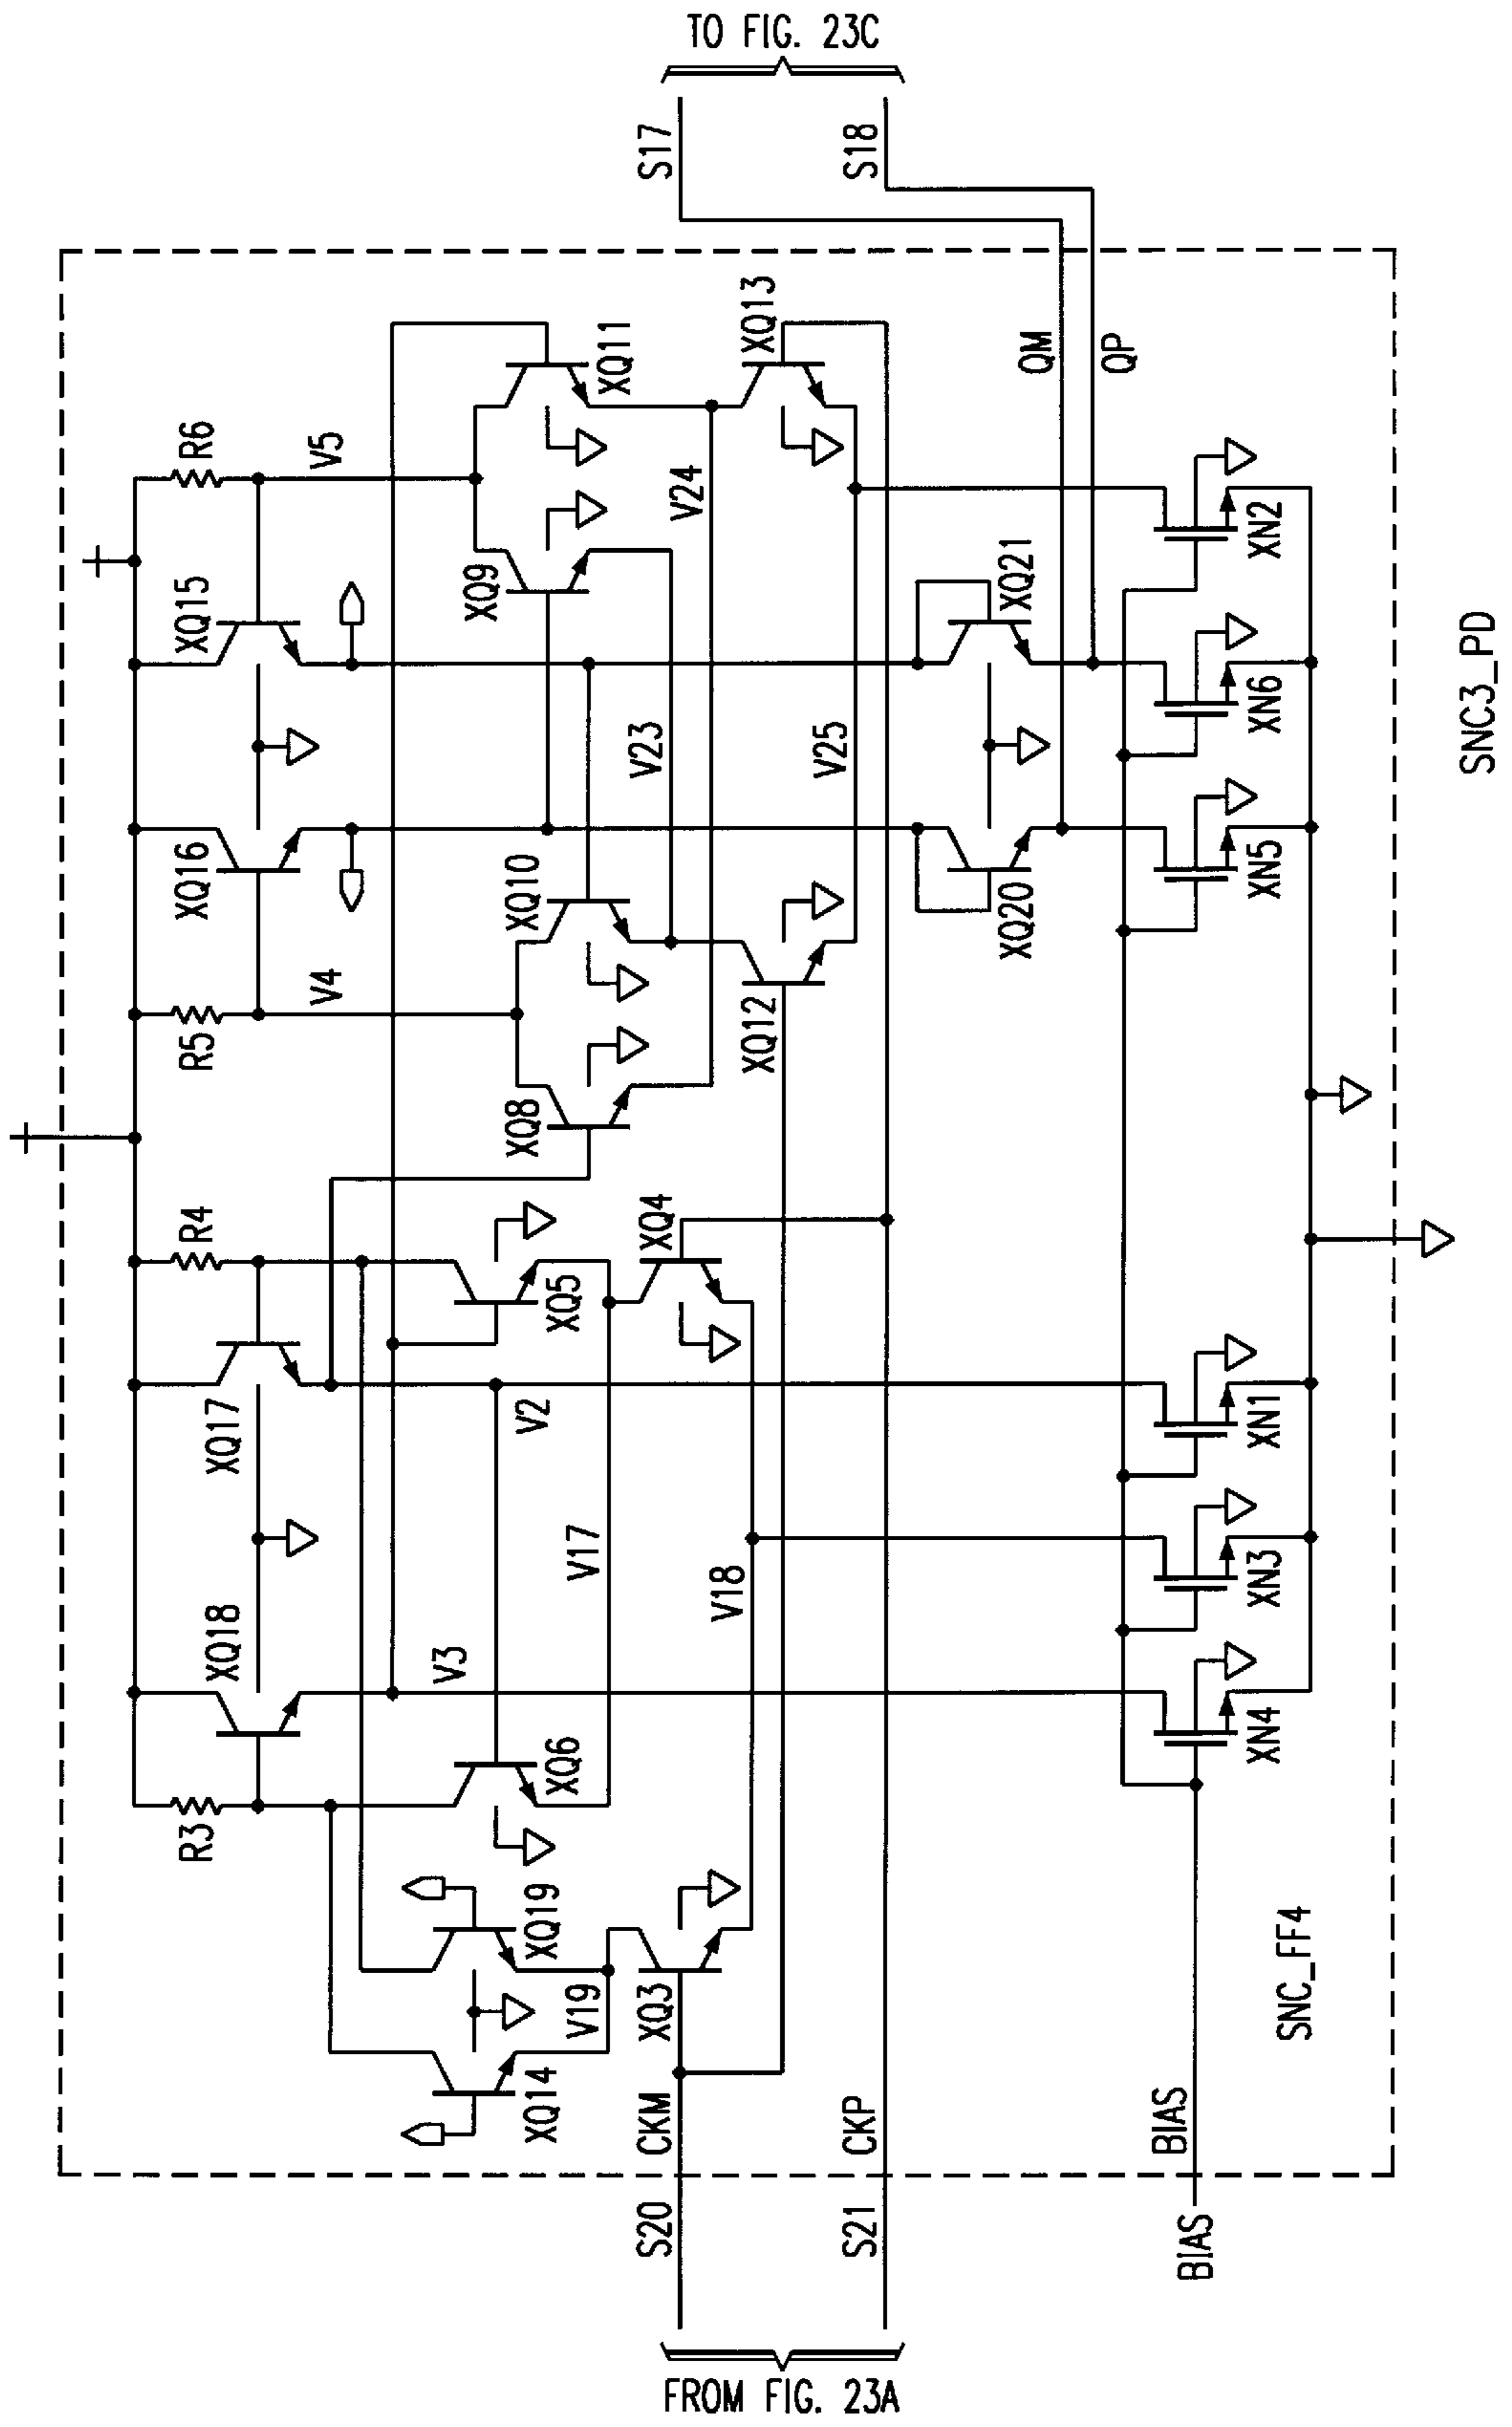 TO FIG. 23C
S17
S18
R6
V5
XQ15
XQ11
XQ13
QM
QP
XQ9
V24
XQ21
XN2
XQ16
V23
V25
XN6
R5
V4
XQ10
XQ12
XQ20
XN5
XQ8
R4
XQ17
XQ5
XQ4
V2
XN1
XQ18
V3
V17
V18
XN3
R3
XQ6
XN4
XQ19
V19
XQ3
XQ14
CKM
CKP
BIAS
SNC_FF4
SNC3_PD
S20
S21
BIAS
FROM FIG. 23A